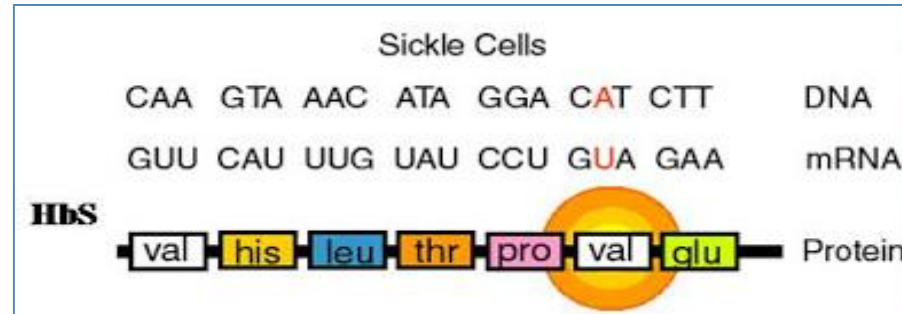 Sickle Cells
CAA GTA AAC ATA GGA CAT CTT DNA
GUU CAU UUG UAU CCU GUA GAA mRNA
HbS val his leu thr pro val glu Protein